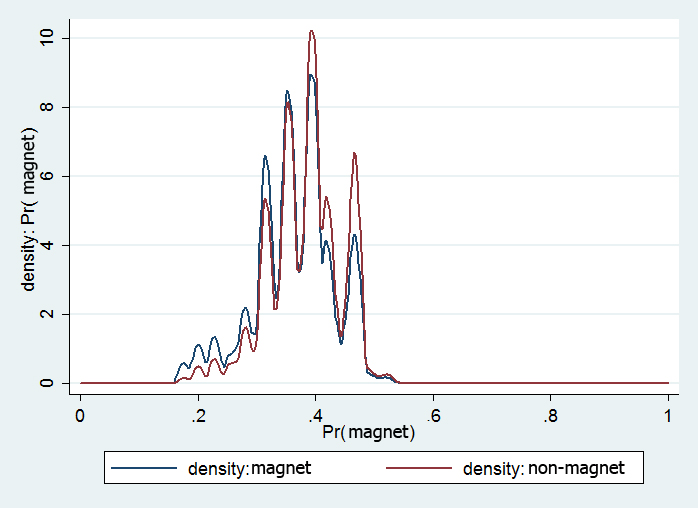 10
8
6
4
2
0
density: Pr( magnet)
0 .2 .4 .6 .8 1
Pr(magnet)
density:magnet density:non-magnet